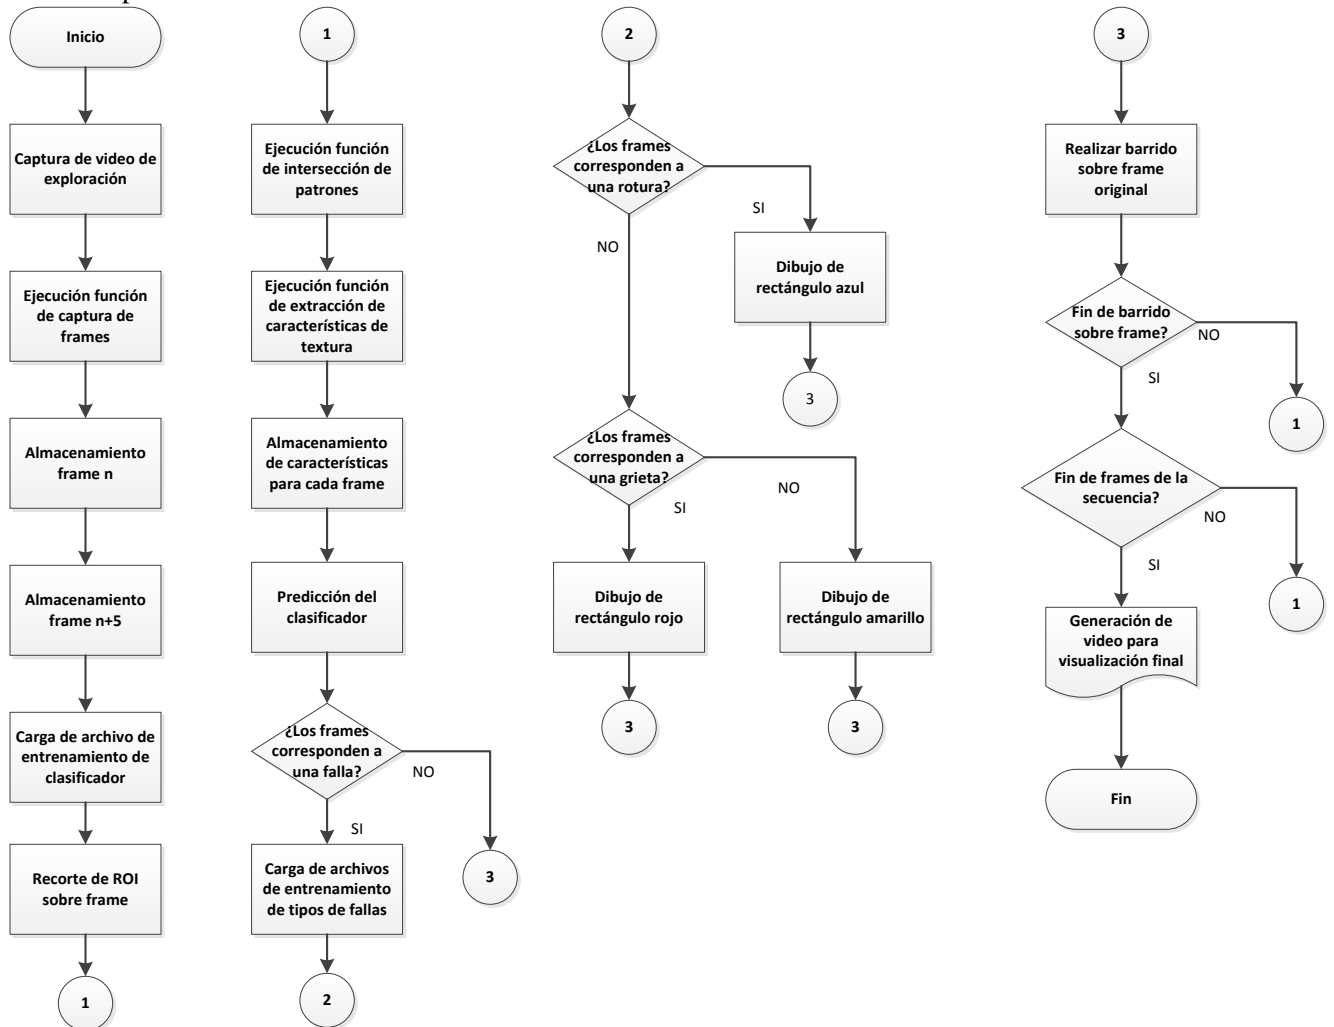 Inicio
Captura de video de
exploración
Ejecución función
de captura de
frames
Almacenamiento
frame n
Almacenamiento
frame n+5
Carga de archivo de
entrenamiento de
clasificador
Recorte de ROI
sobre frame
1
1
Ejecución función
de intersección de
patrones
Ejecución función
de extracción de
características de
textura
Almacenamiento
de características
para cada frame
Predicción del
clasificador
¿Los frames
corresponden a
una falla?
NO
3
SI
Carga de archivos
de entrenamiento
de tipos de fallas
2
2
¿Los frames
corresponden a
una rotura?
SI
NO
Dibujo de
rectángulo azul
3
¿Los frames
corresponden a
una grieta?
NO
SI
Dibujo de
rectángulo rojo
Dibujo de
rectángulo amarillo
3
3
3
Realizar barrido
sobre frame
original
Fin de barrido
sobre frame?
NO
SI
1
Fin de frames de la
secuencia?
NO
SI
1
Generación de
video para
visualización final
Fin